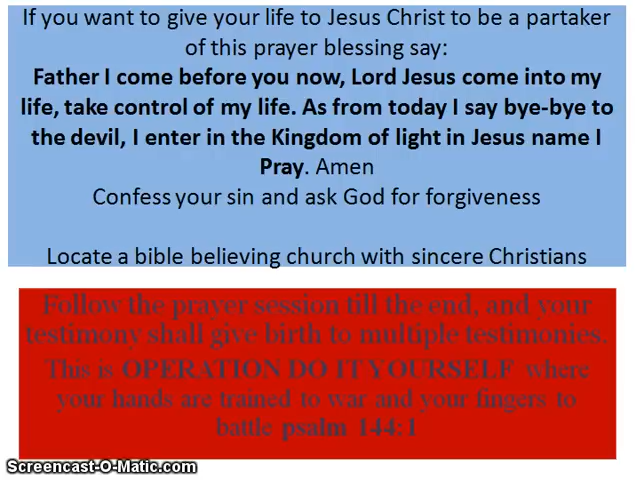 If you want to give your life to Jesus Christ to be a partaker
of this prayer blessing say:
Father I come before you now, Lord Jesus come into my
life, take control of my life. As from today I say bye-bye to
the devil, I enter in the Kingdom of light in Jesus name I
Pray. Amen
Confess your sin and ask God for forgiveness
Locate a bible believing church with sincere Christians
Follow the prayer session till the end, and your
testimony shall give birth to multiple testimonies.
This is OPERATION DO IT YOURSELF where
your hands are trained to war and your fingers to
battle psalm 144:1
Screencast-O-Matic.com